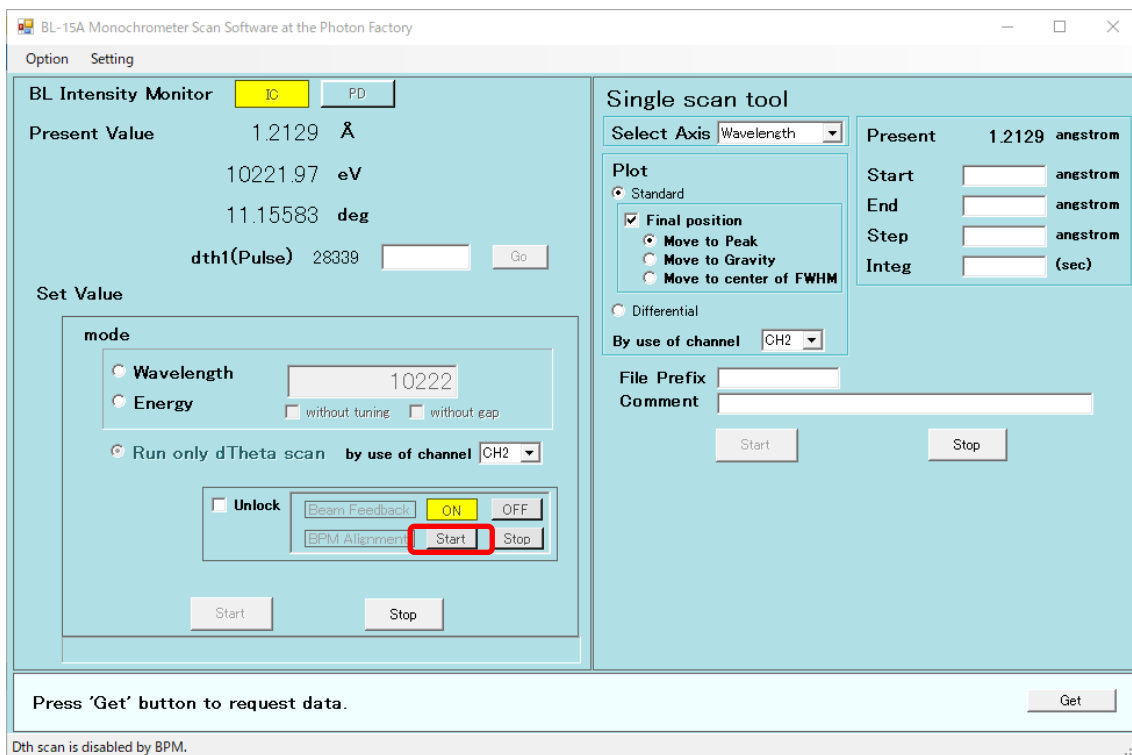 BL-15A Monochrometer Scan Software at the Photon Factory
Option Setting
BL Intensity Monitor IC PD
Present Value 1.2129 Å
10221.97 eV
11.15583 deg
dth1(Pulse) 28339 Go
Set Value
mode
Wavelength
10222
Energy
without tuning without gap
Run only dTheta scan by use of channel CH2
Unlock Beam Feedback ON OFF
BPM Alignment Start Stop
Start Stop
Single scan tool
Select Axis Wavelength
Plot
Standard
Final position
Move to Peak
Move to Gravity
Move to center of FWHM
Differential
By use of channel CH2
Present 1.2129 angstrom
Start angstrom
End angstrom
Step angstrom
Integ (sec)
File Prefix
Comment
Start Stop
Press 'Get' button to request data. Get
Dth scan is disabled by BPM.